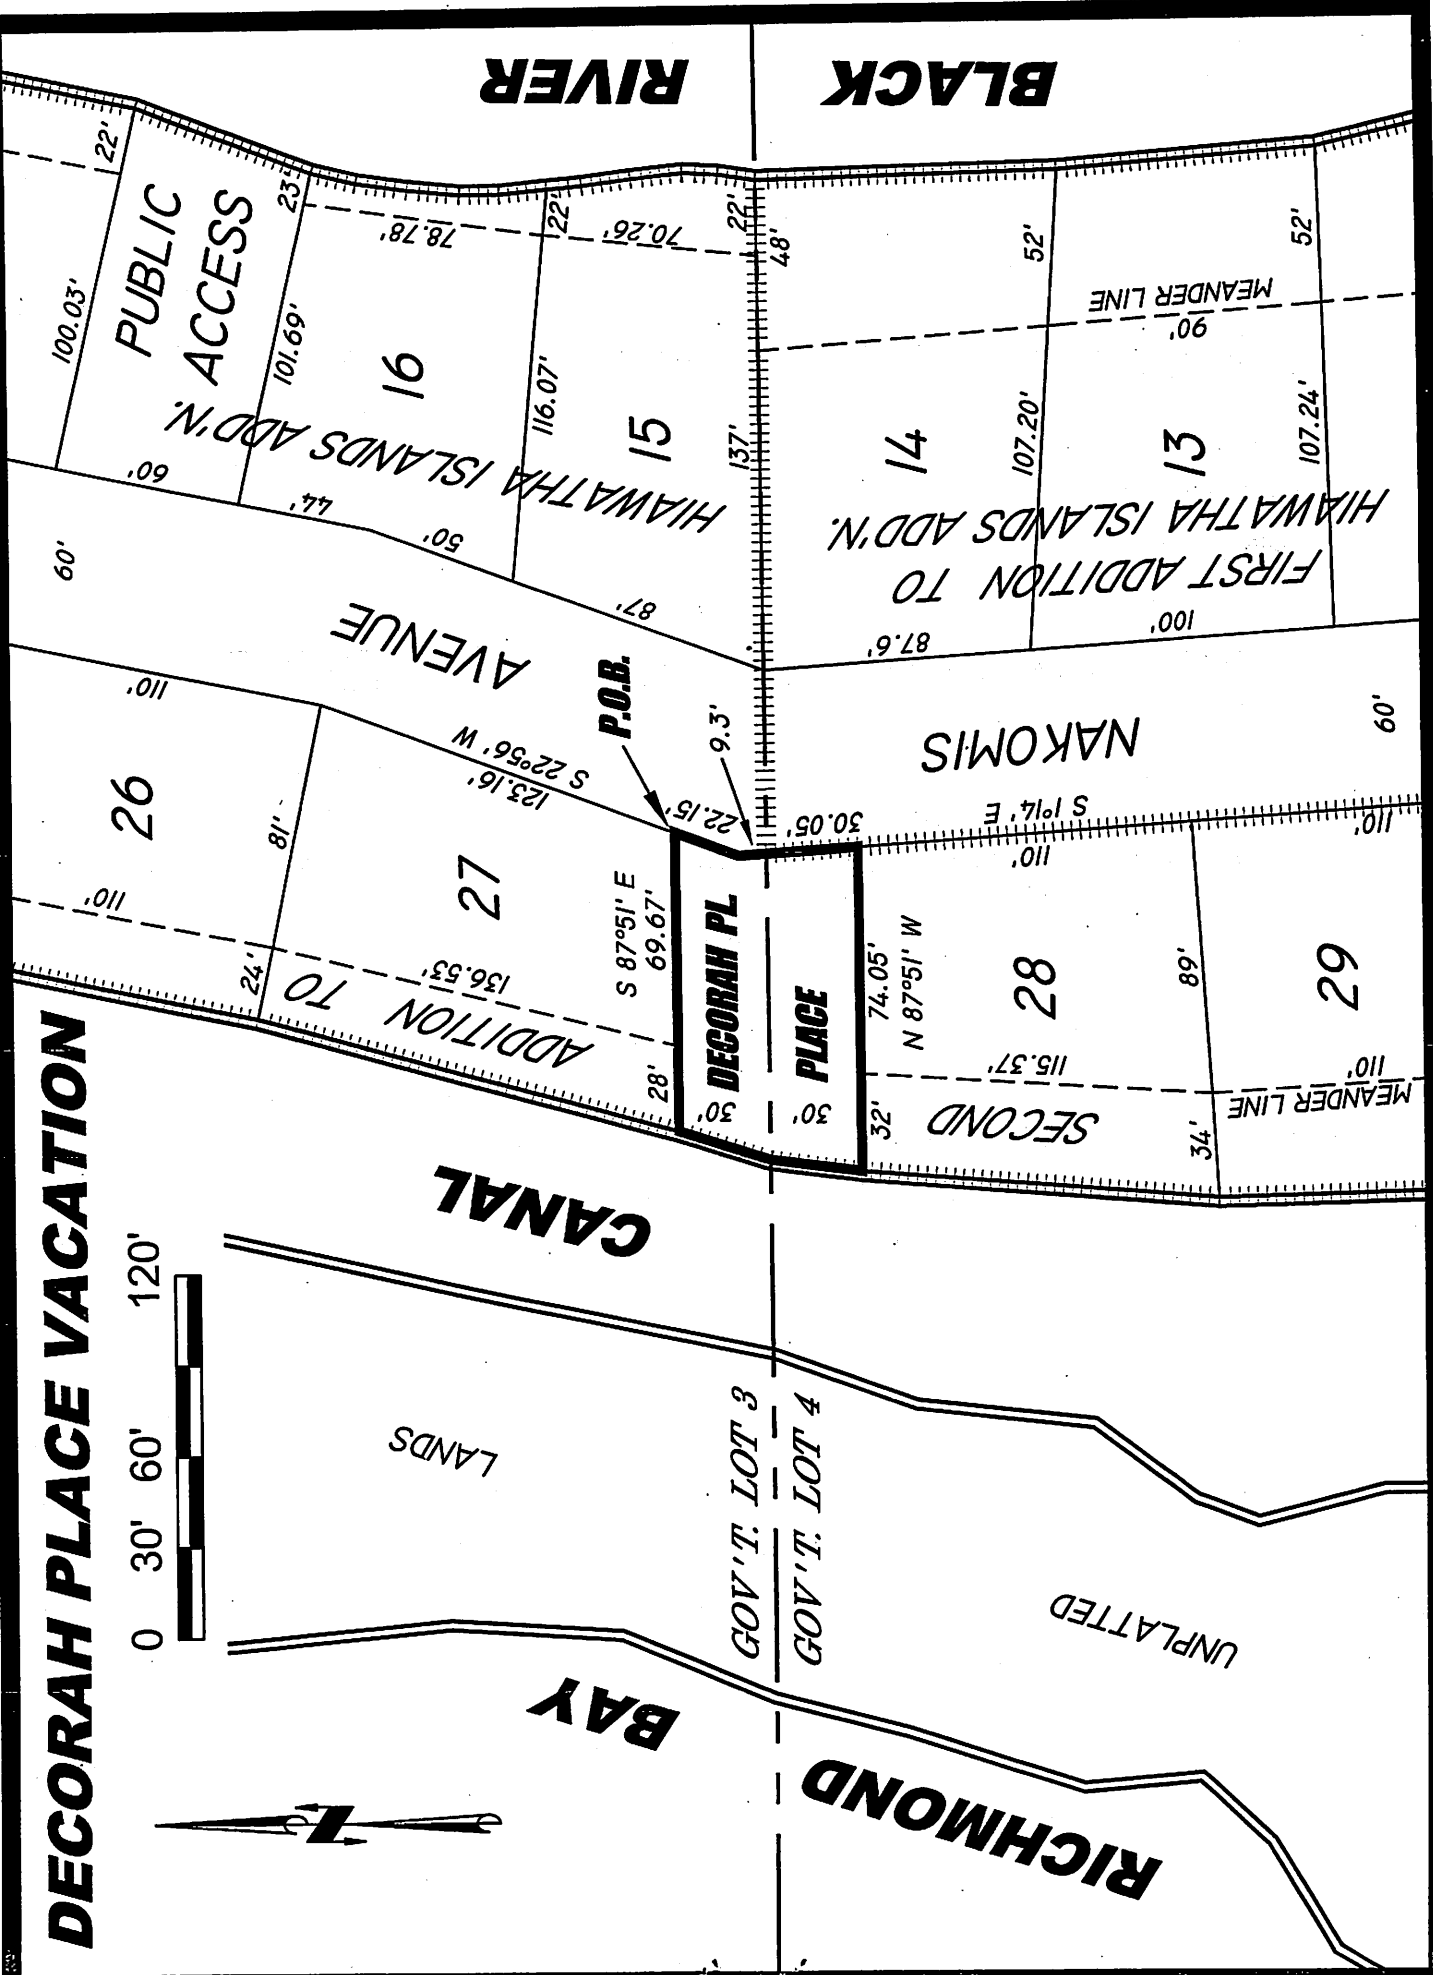 DECORAH PLACE VACATION
0 30' 60' 120'
BLACK RIVER
PUBLIC
ACCESS
22'
23'
100.03'
101.69'
78.78'
22'
70.26'
22'
48'
52'
52'
MEANDER LINE
90'
16
116.07'
15
137'
14
107.20'
13
107.24'
HIAWATHA ISLANDS ADD'N.
FIRST ADDITION TO
HIAWATHA ISLANDS ADD'N.
60'
44'
50'
87'
87.6'
100'
60'
NAKOMIS AVENUE
60'
110'
S 22°56' W
123.16'
P.O.B.
22.15'
9.3'
30.05'
S 1°14' E
110'
110'
26
81'
27
110'
24'
136.53'
S 87°51' E
69.67'
28'
DECORAH PL.
PLACE
30'
30'
74.05'
N 87°51' W
32'
28
115.37'
89'
34'
29
110'
MEANDER LINE
SECOND ADDITION TO
CANAL
LANDS
UNPLATTED
GOV'T. LOT 3
GOV'T. LOT 4
RICHMOND BAY